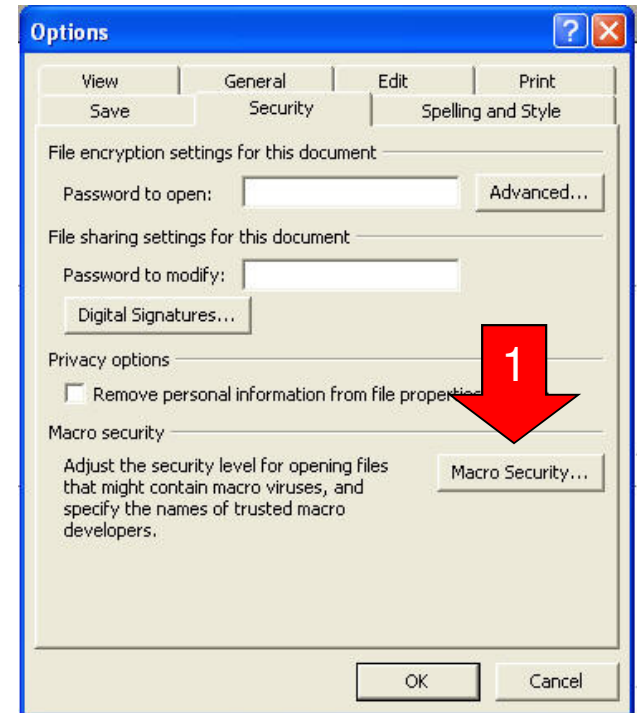 Options
View General Edit Print
Save Security Spelling and Style
File encryption settings for this document
Password to open: Advanced...
File sharing settings for this document
Password to modify:
Digital Signatures...
Privacy options
Remove personal information from file properties
1
Macro security
Adjust the security level for opening files
that might contain macro viruses, and
specify the names of trusted macro
developers.
Macro Security...
OK Cancel